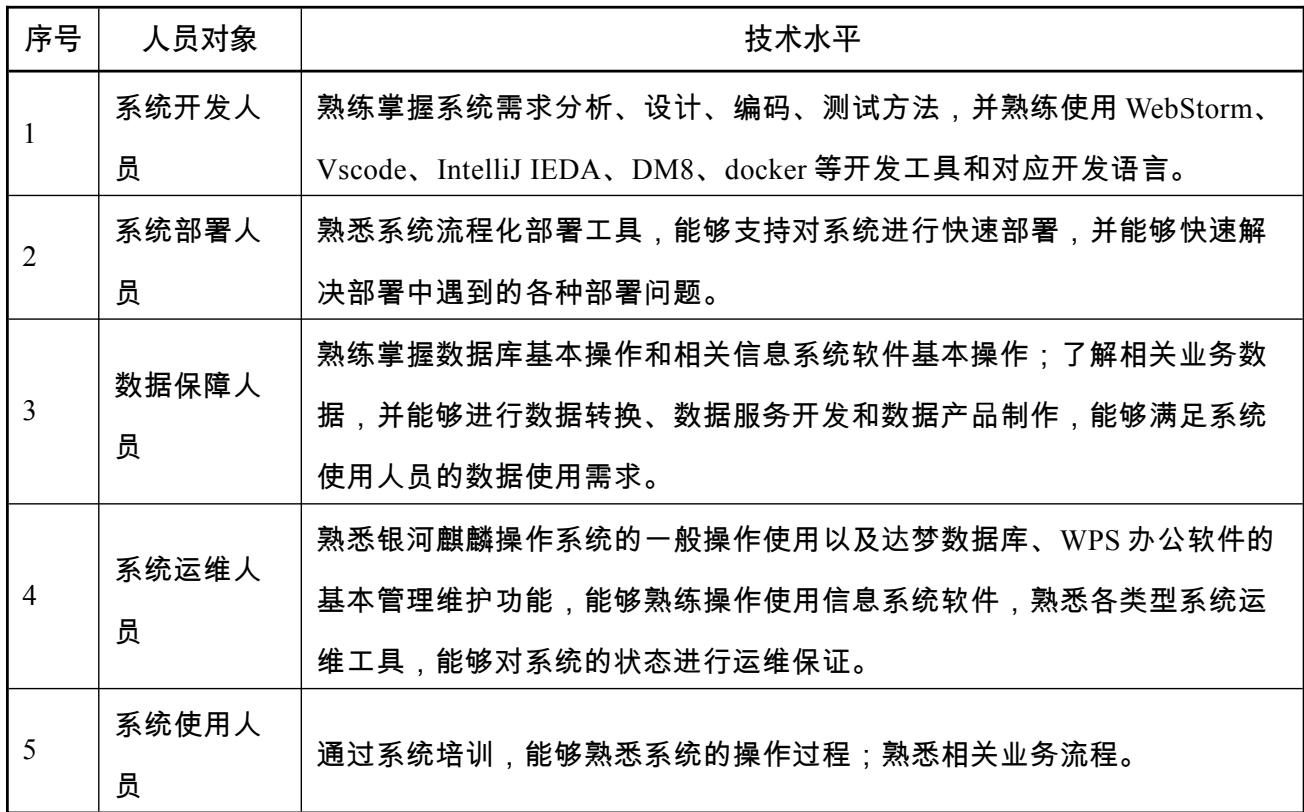 序号 人员对象 技术水平
1 系统开发人员 熟练掌握系统需求分析、设计、编码、测试方法，并熟练使用 WebStorm、
Vscode、IntelliJ IEDA、DM8、docker 等开发工具和对应开发语言。
2 系统部署人员 熟悉系统流程化部署工具，能够支持对系统进行快速部署，并能够快速解
决部署中遇到的各种部署问题。
3 数据保障人员 熟练掌握数据库基本操作和相关信息系统软件基本操作；了解相关业务数
据，并能够进行数据转换、数据服务开发和数据产品制作，能够满足系统
使用人员的数据使用需求。
4 系统运维人员 熟悉银河麒麟操作系统的一般操作使用以及达梦数据库、WPS 办公软件的
基本管理维护功能，能够熟练操作使用信息系统软件，熟悉各类型系统运
维工具，能够对系统的状态进行运维保证。
5 系统使用人员 通过系统培训，能够熟悉系统的操作过程；熟悉相关业务流程。